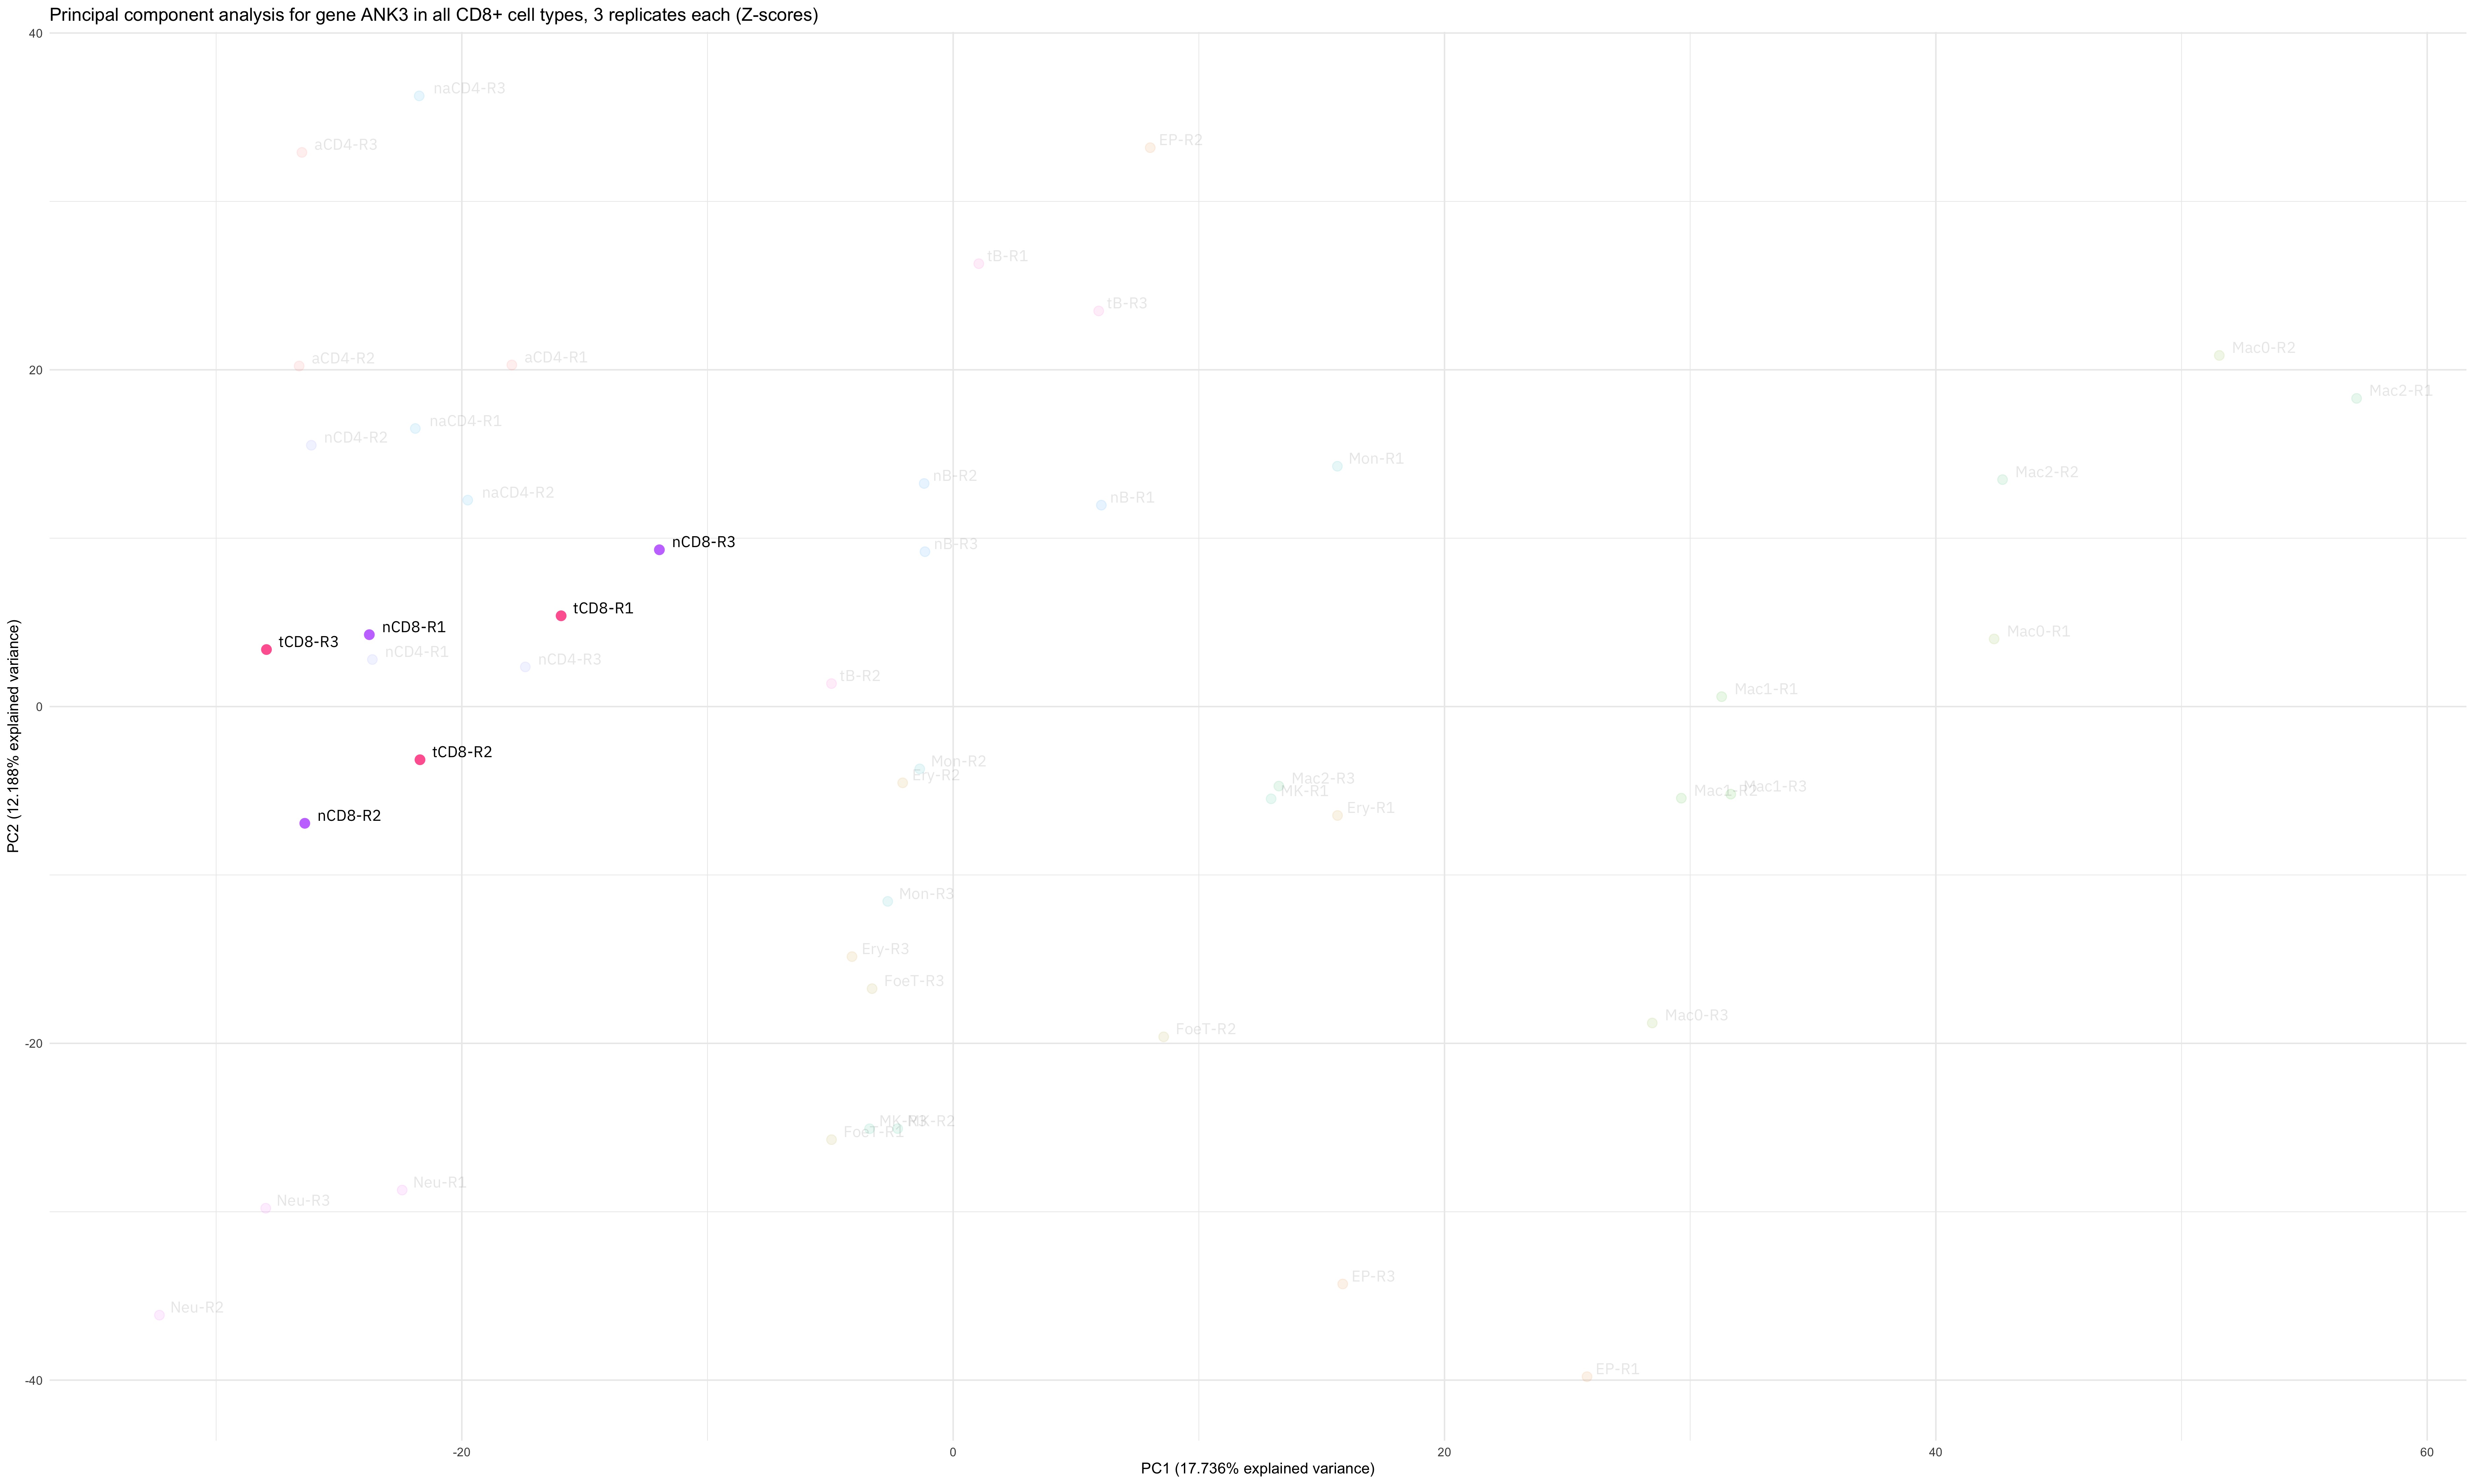 Principal component analysis for gene ANK3 in all CD8+ cell types, 3 replicates each (Z-scores)
40
naCD4-R3
EP-R2
aCD4-R3
tB-R1
tB-R3
Mac0-R2
aCD4-R1
aCD4-R2
20
Mac2-R1
naCD4-R1
nCD4-R2
Mon-R1
Mac2-R2
nB-R2
naCD4-R2
nB-R1
nCD8-R3
nB-R3
tCD8-R1
nCD8-R1
Mac0-R1
tCD8-R3
nCD4-R1
nCD4-R3
tB-R2
Mac1-R1
0
PC2 (12.188% explained variance)
tCD8-R2
Mon-R2
Ery-R2
Mac2-R3
MK-R1
Mac1-R3
Mac1-R2
Ery-R1
nCD8-R2
Mon-R3
Ery-R3
FoeT-R3
Mac0-R3
FoeT-R2
-20
MK-R3
MK-R2
FoeT-R1
Neu-R1
Neu-R3
EP-R3
Neu-R2
EP-R1
-40
-20
0
20
40
60
PC1 (17.736% explained variance)